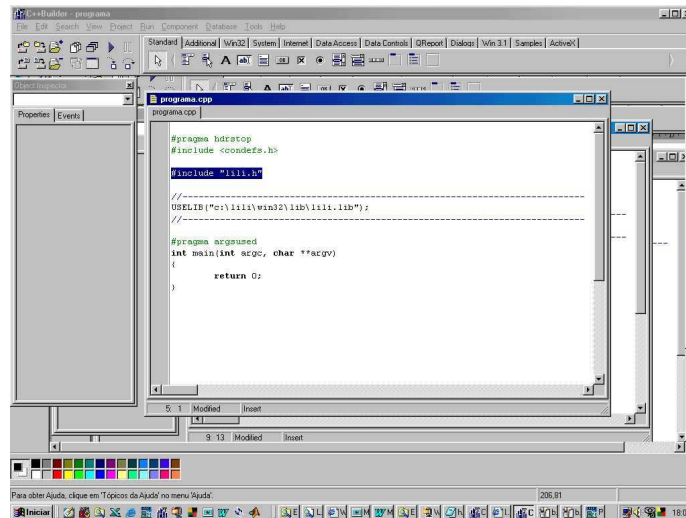 C++Builder - programa
File Edit Search View Project Run Component Database Tools Help
Standard Additional Win32 System Internet Data Access Data Controls QReport Dialogs Win 3.1 Samples ActiveX
Object Inspector
Properties Events
programa.cpp
programa.cpp
#pragma hdrstop
#include <condefs.h>
#include "lili.h"
//---------------------------------------------------------------------------
USELIB("c:\lili\win32\lib\lili.lib");
//---------------------------------------------------------------------------
#pragma argsused
int main(int argc, char **argv)
{
return 0;
}
5: 1 Modified Insert
9: 13 Modified Insert
Para obter Ajuda, clique em 'Tópicos da Ajuda' no menu 'Ajuda'.
206,81
Iniciar